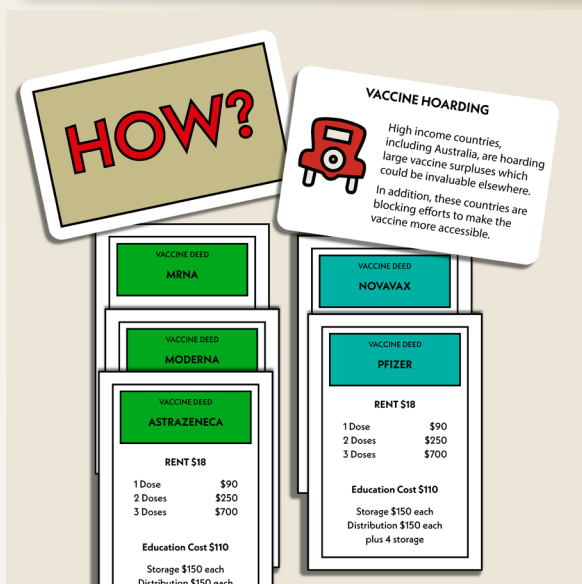 HOW?
VACCINE HOARDING
High income countries,
including Australia, are hoarding
large vaccine surpluses which
could be invaluable elsewhere.
In addition, these countries are
blocking efforts to make the
vaccine more accessible.
VACCINE DEED
MRNA
VACCINE DEED
MODERNA
VACCINE DEED
ASTRAZENECA
RENT $18
1 Dose $90
2 Doses $250
3 Doses $700
Education Cost $110
Storage $150 each
Distribution $150 each
VACCINE DEED
NOVAVAX
VACCINE DEED
PFIZER
RENT $18
1 Dose $90
2 Doses $250
3 Doses $700
Education Cost $110
Storage $150 each
Distribution $150 each
plus 4 storage